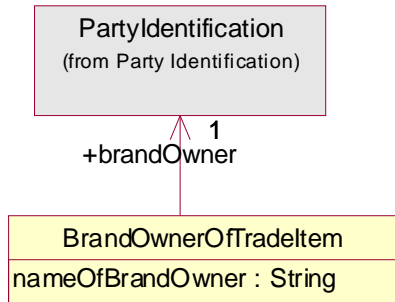 PartyIdentification
(from Party Identification)
1
+brandOwner
BrandOwnerOfTradeItem
nameOfBrandOwner : String